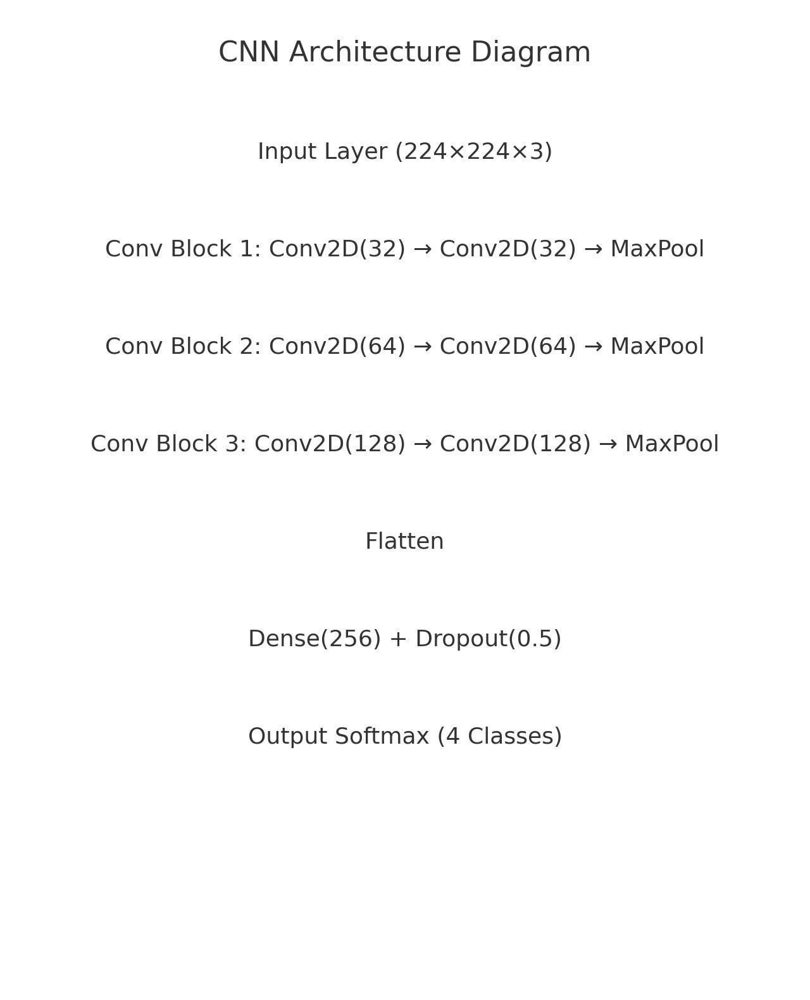 CNN Architecture Diagram
Input Layer (224×224×3)
Conv Block 1: Conv2D(32) → Conv2D(32) → MaxPool
Conv Block 2: Conv2D(64) → Conv2D(64) → MaxPool
Conv Block 3: Conv2D(128) → Conv2D(128) → MaxPool
Flatten
Dense(256) + Dropout(0.5)
Output Softmax (4 Classes)